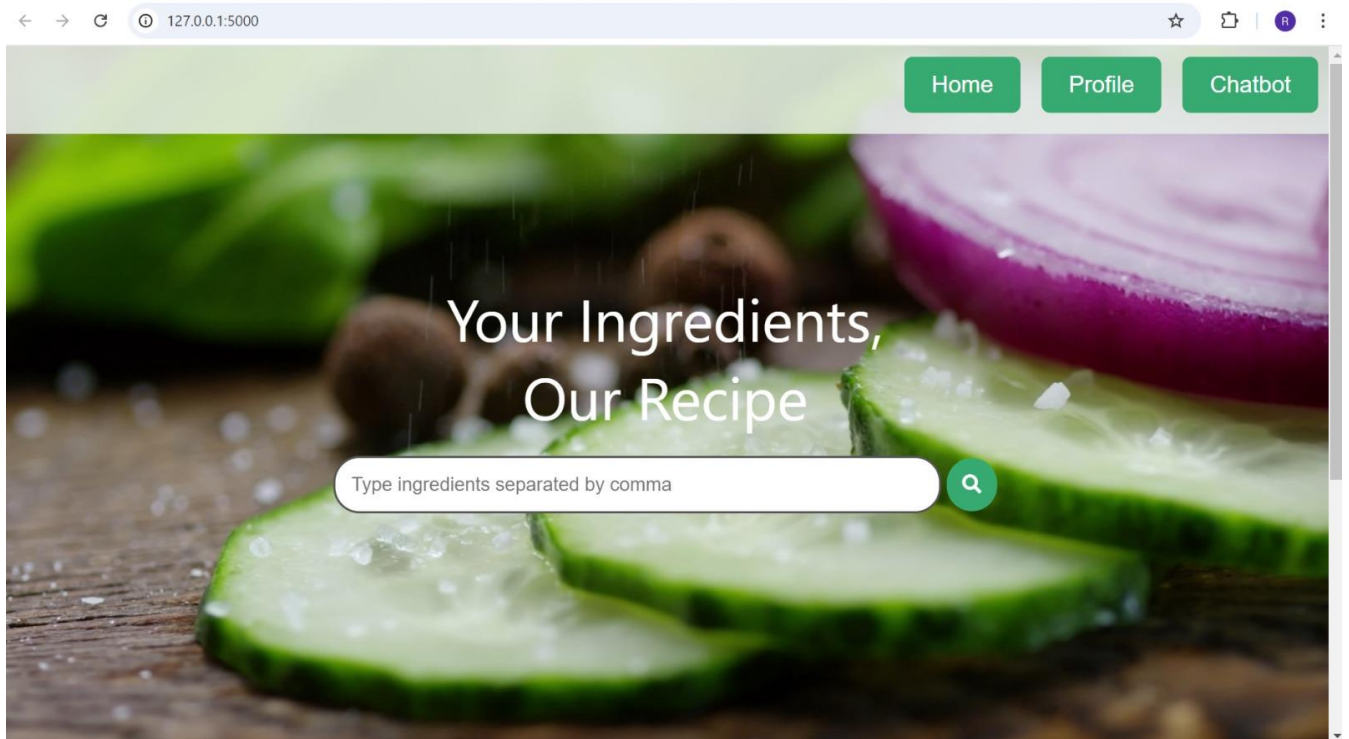 127.0.0.1:5000
R
Home Profile Chatbot
Your Ingredients,
Our Recipe
Type ingredients separated by comma